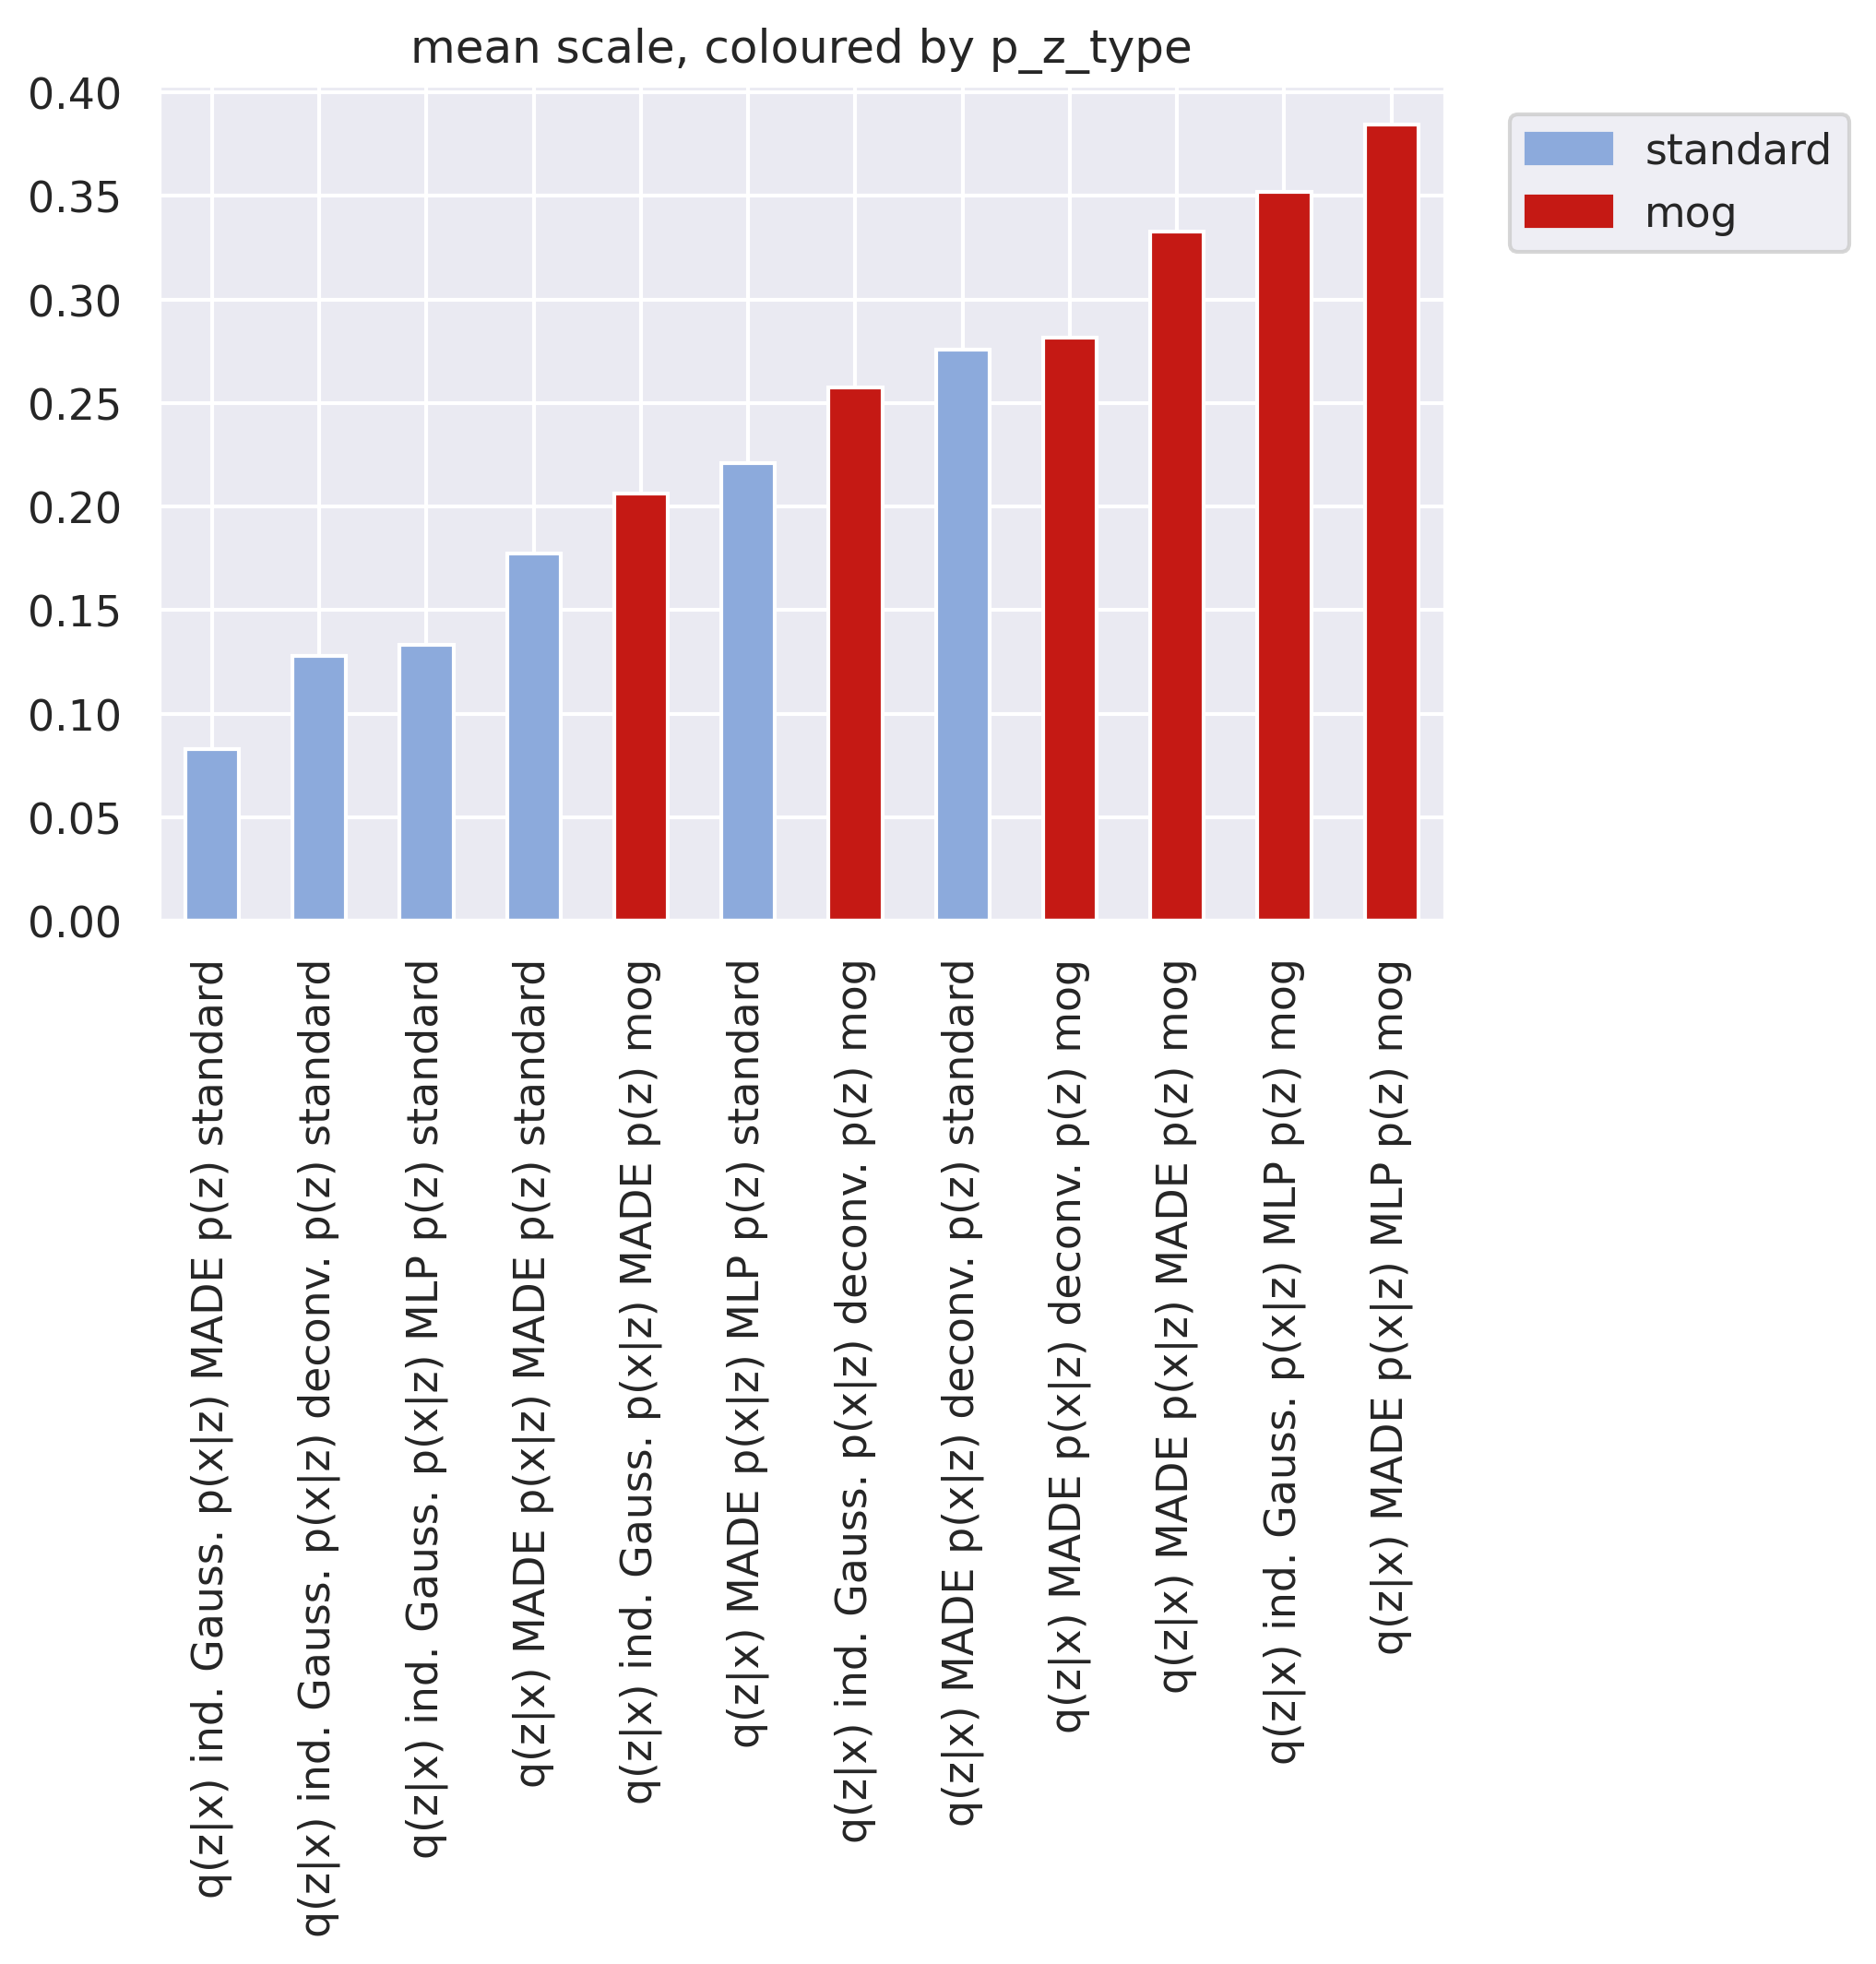 mean scale, coloured by p_z_type
0.40
0.35
0.30
0.25
0.20
0.15
0.10
0.05
0.00
standard
mog
q(z|x) ind. Gauss. p(x|z) MADE p(z) standard
q(z|x) ind. Gauss. p(x|z) deconv. p(z) standard
q(z|x) ind. Gauss. p(x|z) MLP p(z) standard
q(z|x) MADE p(x|z) MADE p(z) standard
q(z|x) ind. Gauss. p(x|z) MADE p(z) mog
q(z|x) MADE p(x|z) MLP p(z) standard
q(z|x) ind. Gauss. p(x|z) deconv. p(z) mog
q(z|x) MADE p(x|z) deconv. p(z) standard
q(z|x) MADE p(x|z) deconv. p(z) mog
q(z|x) MADE p(x|z) MADE p(z) mog
q(z|x) ind. Gauss. p(x|z) MLP p(z) mog
q(z|x) MADE p(x|z) MLP p(z) mog